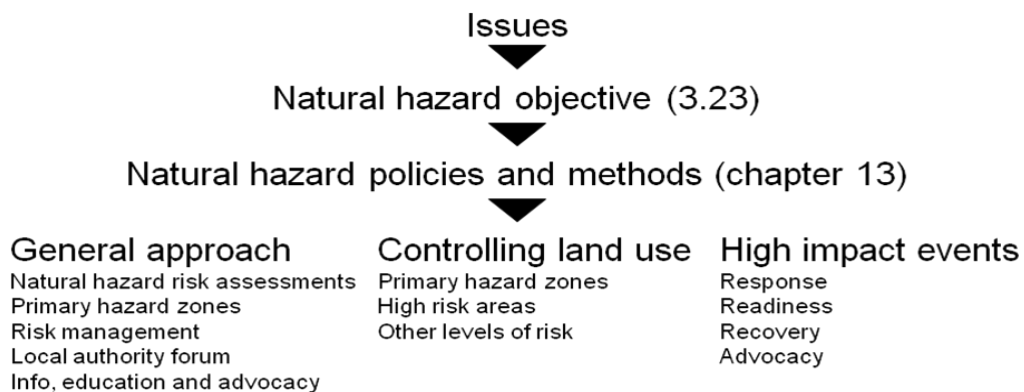 Issues
Natural hazard objective (3.23)
Natural hazard policies and methods (chapter 13)
General approach
Natural hazard risk assessments
Primary hazard zones
Risk management
Local authority forum
Info, education and advocacy
Controlling land use
Primary hazard zones
High risk areas
Other levels of risk
High impact events
Response
Readiness
Recovery
Advocacy